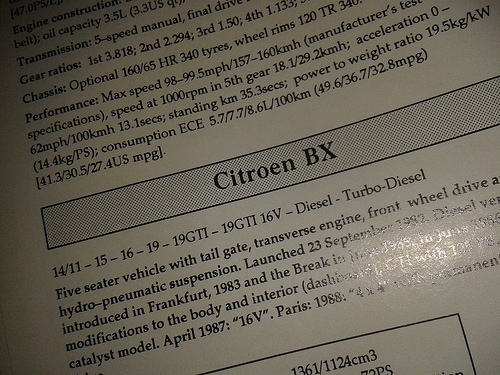 [47.0PS/L];
Engine construction:
belt); oil capacity 3.5L (3.3US qt);
Transmission: 5-speed manual, final drive
Gear ratios: 1st 3.818; 2nd 2.294; 3rd 1.50; 4th 1.133;
Chassis: Optional 160/65 HR 340 tyres, wheel rims 120 TR 340.
Performance: Max speed 98-99.5mph/157-160kmh (manufacturer's test
specifications), speed at 1000rpm in 5th gear 18.1/29.2kmh; acceleration 0 –
62mph/100kmh 13.1secs; standing km 35.3secs; power to weight ratio 19.5kg/kW
(14.4kg/PS); consumption ECE 5.7/7.7/8.6L/100km (49.6/36.7/32.8mpg)
[41.3/30.5/27.4US mpg].
Citroen BX
14/11 – 15 – 16 – 19 – 19GTI – 19GTI 16V – Diesel - Turbo-Diesel
Five seater vehicle with tail gate, transverse engine, front wheel drive
hydro-pneumatic suspension. Launched 23 September 1982. Diesel
introduced in Frankfurt, 1983 and the Break in
modifications to the body and interior
catalyst model. April 1987: "16V". Paris: 1988: "4x4"
1361/1124cm3
72PS